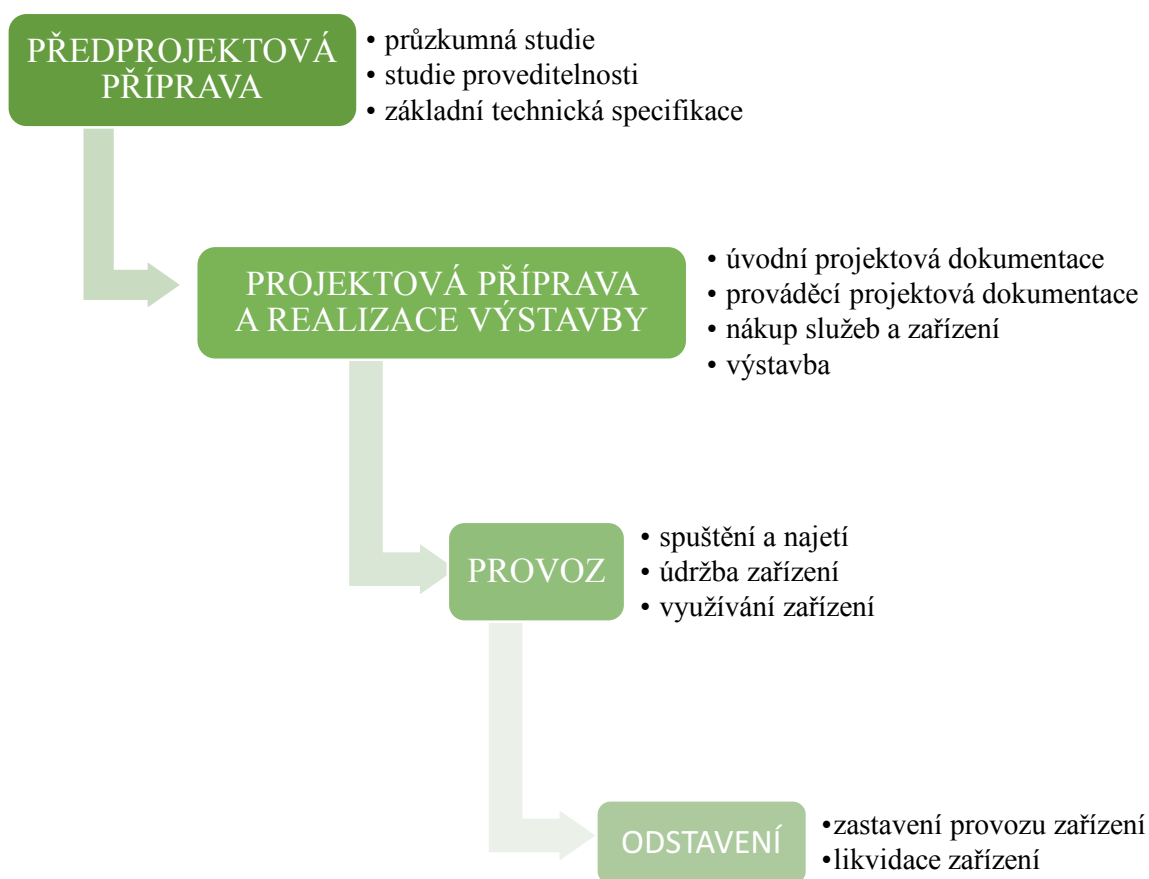 PŘEDPROJEKTOVÁ
PŘÍPRAVA
• průzkumná studie
• studie proveditelnosti
• základní technická specifikace
PROJEKTOVÁ PŘÍPRAVA
A REALIZACE VÝSTAVBY
• úvodní projektová dokumentace
• prováděcí projektová dokumentace
• nákup služeb a zařízení
• výstavba
PROVOZ
• spuštění a najetí
• údržba zařízení
• využívání zařízení
ODSTAVENÍ
•zastavení provozu zařízení
•likvidace zařízení